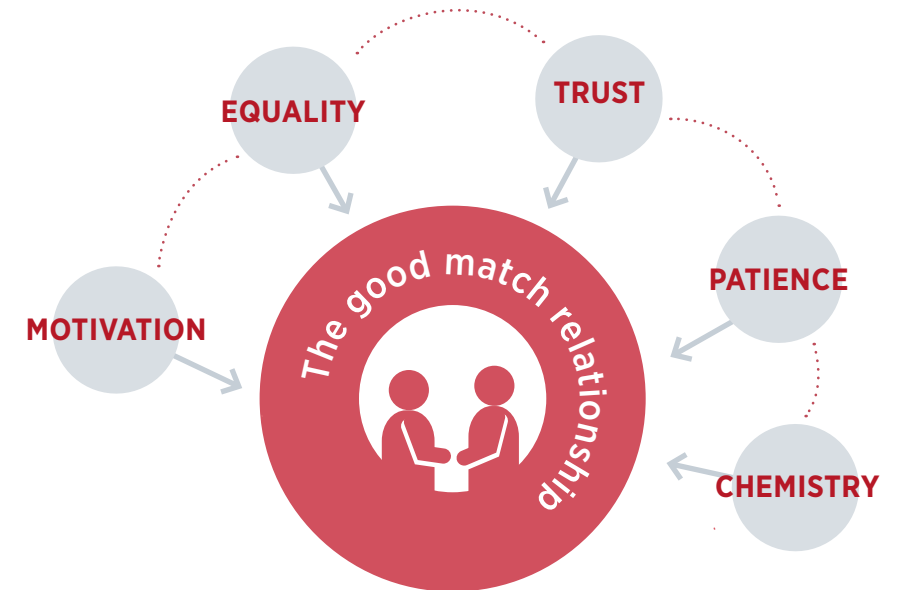 EQUALITY
TRUST
MOTIVATION
PATIENCE
CHEMISTRY
The good match relationship